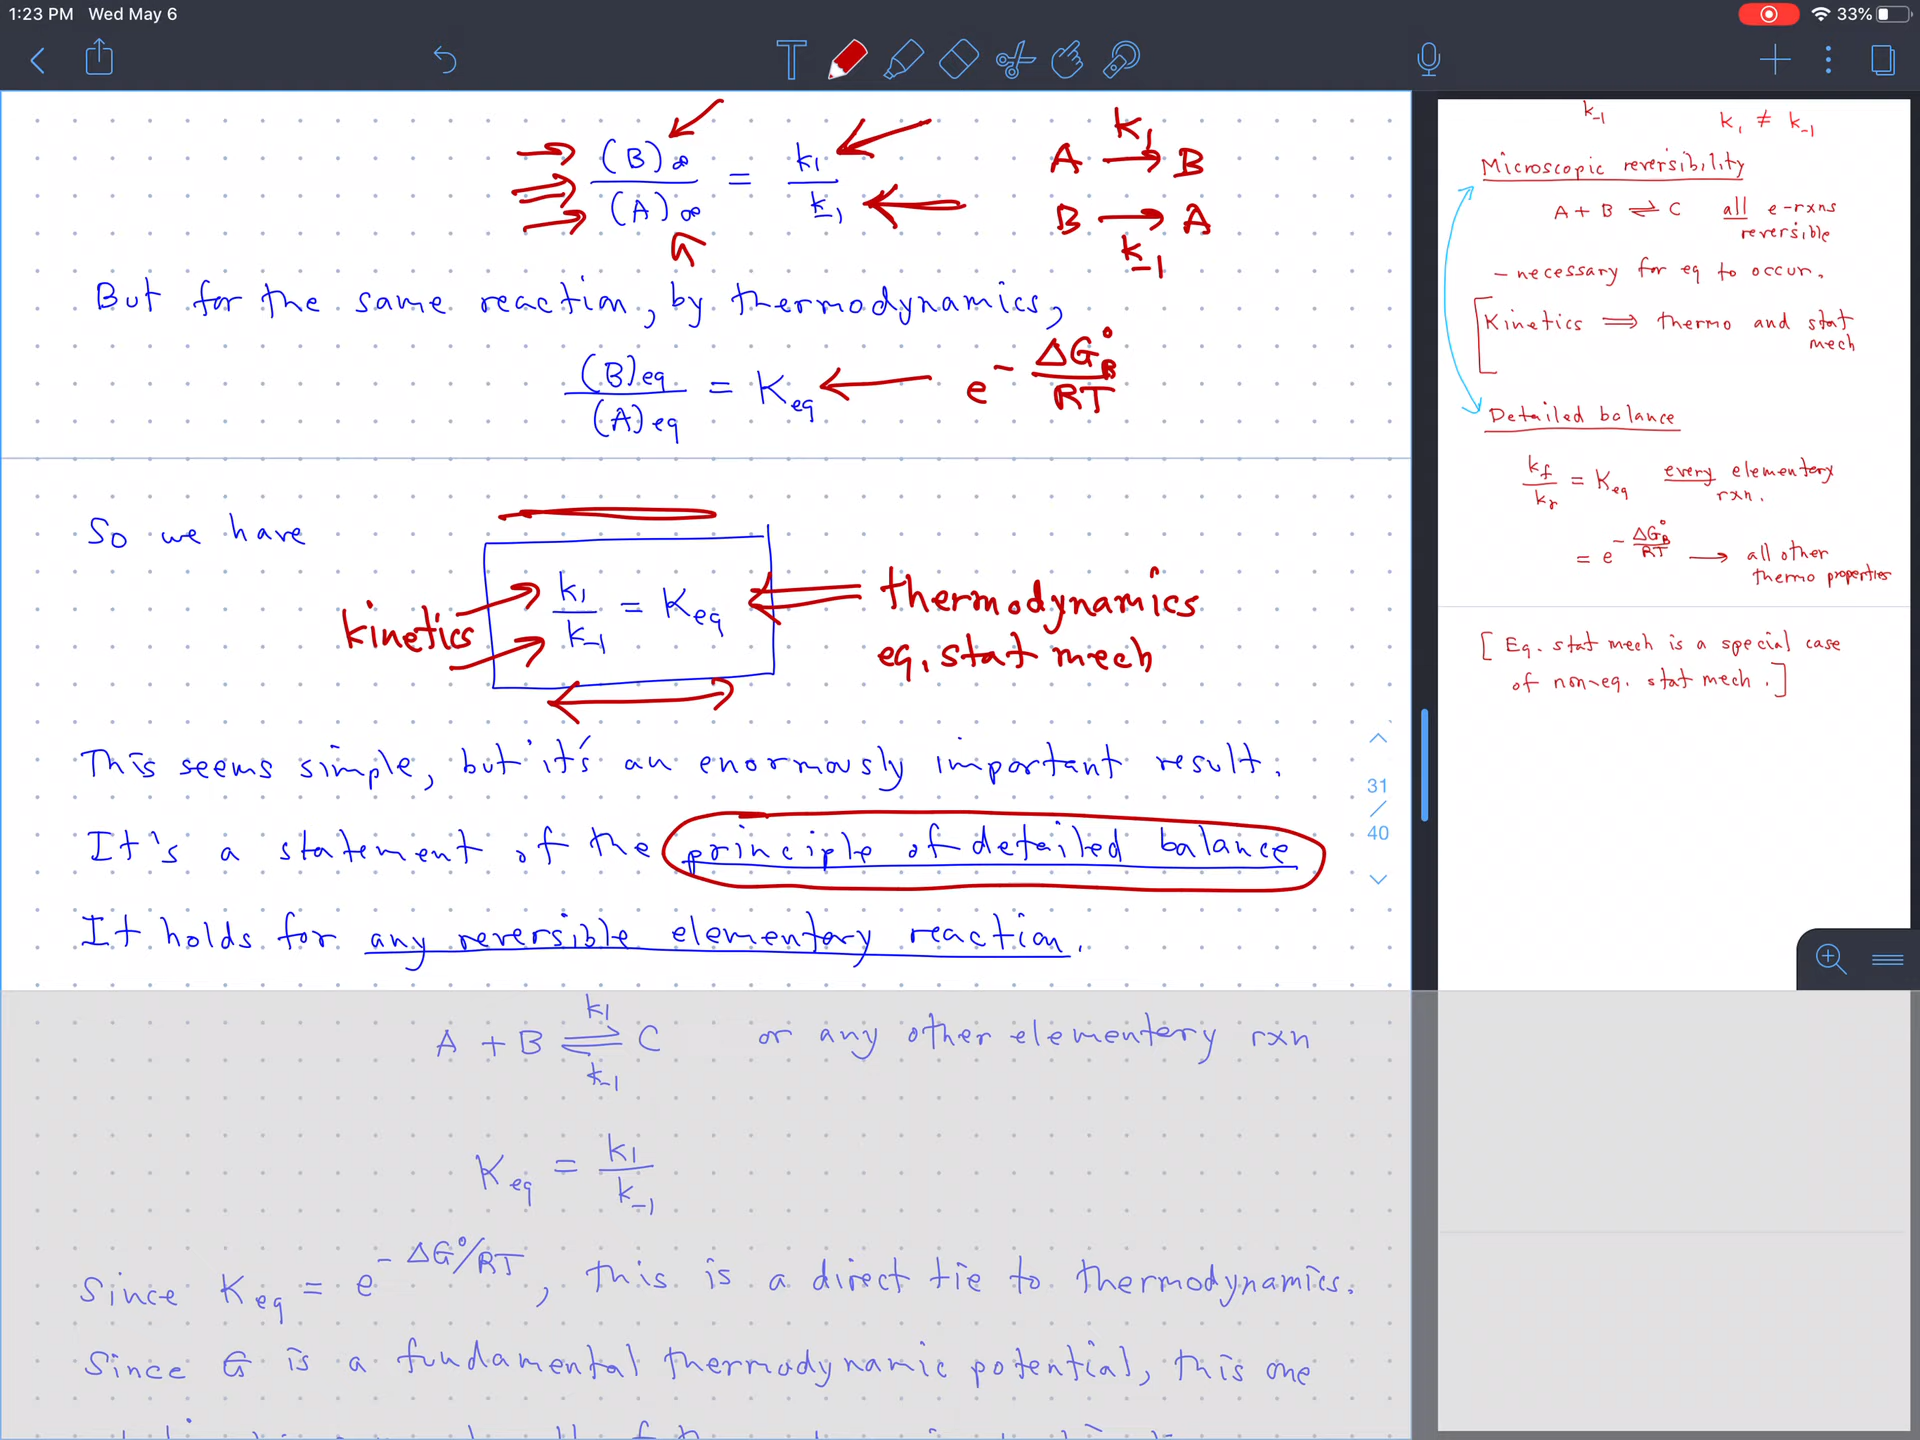 1:23 PM Wed May 6
33%
(B)∞ / (A)∞ = k1 / k-1
A → B k1
B → A k-1
But for the same reaction, by thermodynamics,
(B)eq / (A)eq = Keq ← e^-ΔG°R/RT
So we have
kinetics
k1 / k-1 = Keq
thermodynamics
eq. stat mech
This seems simple, but it's an enormously important result.
It's a statement of the principle of detailed balance
It holds for any reversible elementary reaction.
31
/
40
A + B ⇌ C k1 k-1 or any other elementery rxn
Keq = k1 / k-1
Since Keq = e^-ΔG°/RT, this is a direct tie to thermodynamics.
Since G is a fundamental thermodynamic potential, this one
k-1 k1 ≠ k-1
Microscopic reversibility
A + B ⇌ C all e-rxns
reversible
- necessary for eq to occur.
Kinetics ⇒ thermo and stat
mech
Detailed balance
kf / kr = Keq every elementery
rxn.
= e^-ΔG°R/RT → all other
thermo properties
[ Eq. stat mech is a special case
of non-eq. stat mech. ]